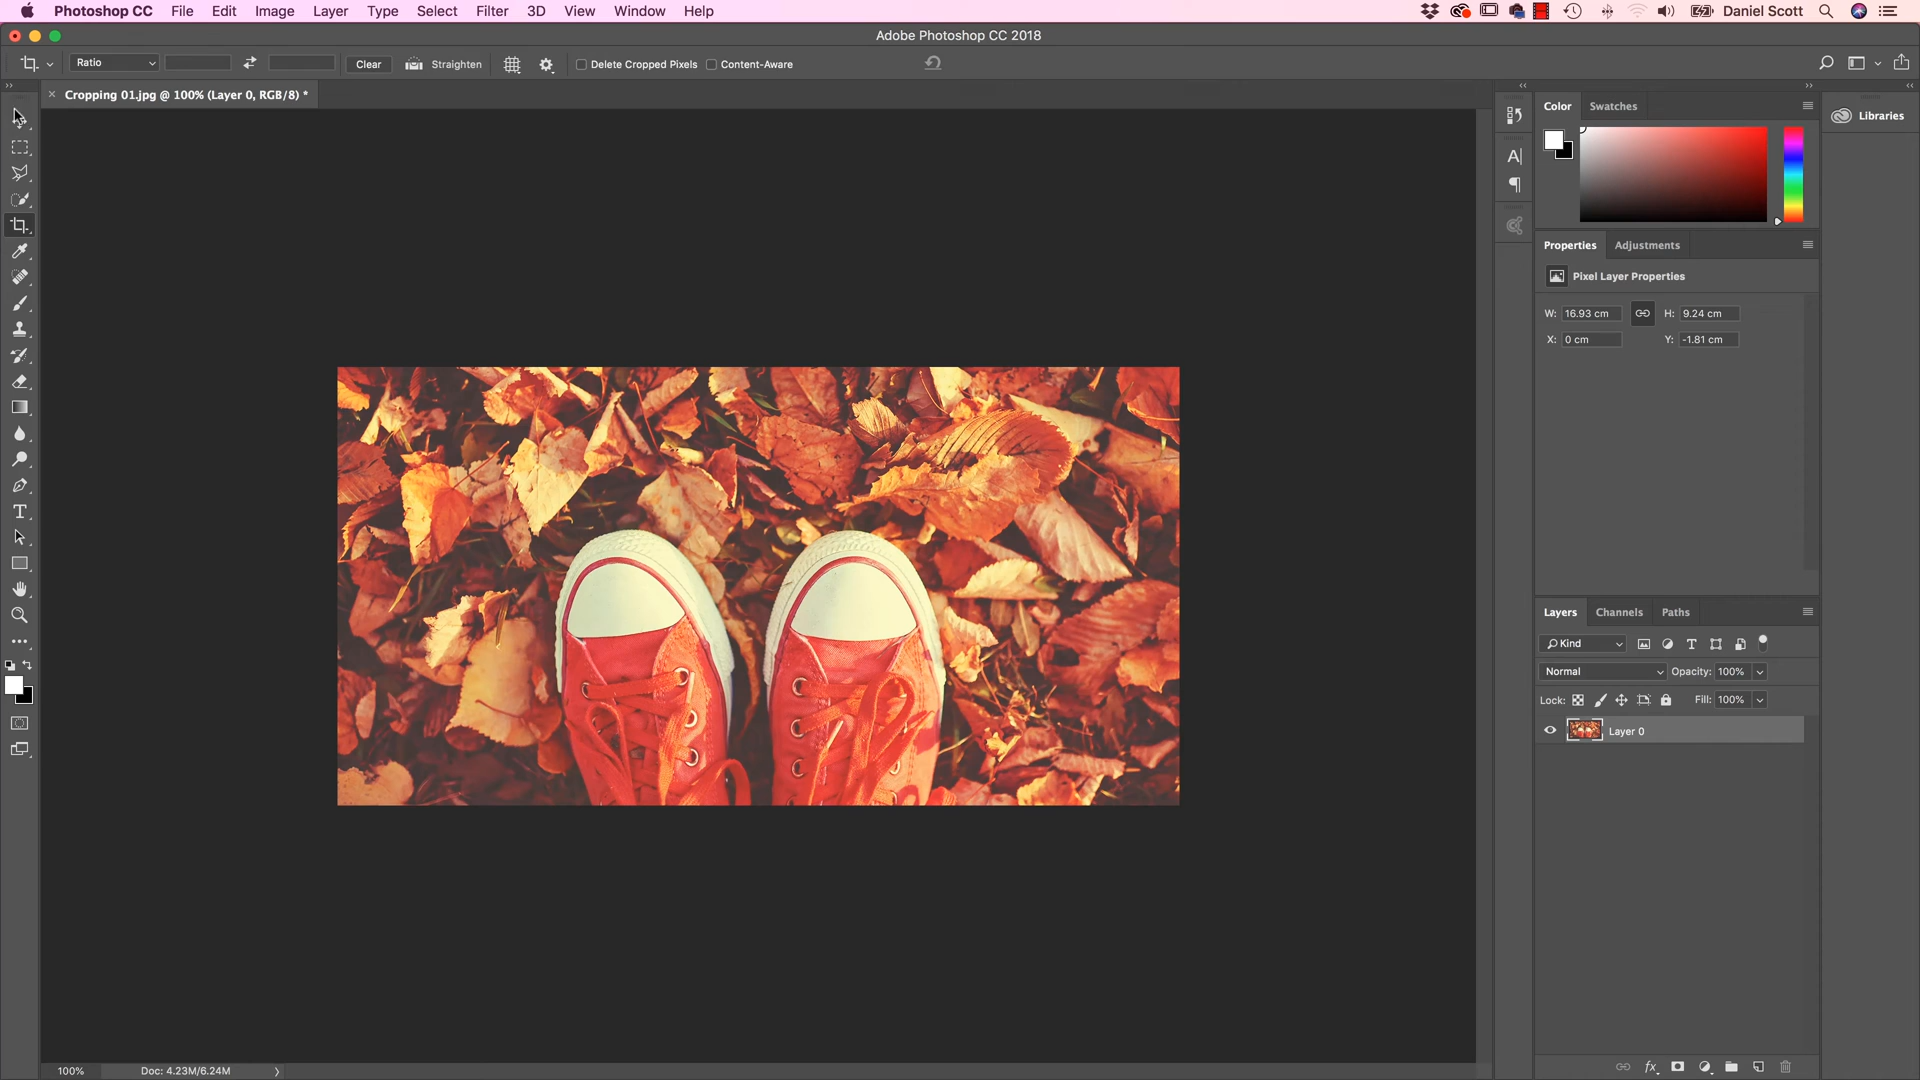 Photoshop CC File Edit Image Layer Type Select Filter 3D View Window Help Daniel Scott
Adobe Photoshop CC 2018
Ratio Clear Straighten Delete Cropped Pixels Content-Aware
Cropping 01.jpg @ 100% (Layer 0, RGB/8) *
Color Swatches
Libraries
Properties Adjustments
Pixel Layer Properties
W: 16.93 cm H: 9.24 cm
X: 0 cm Y: -1.81 cm
Layers Channels Paths
Kind
Normal Opacity: 100%
Lock: Fill: 100%
Layer 0
100% Doc: 4.23M/6.24M